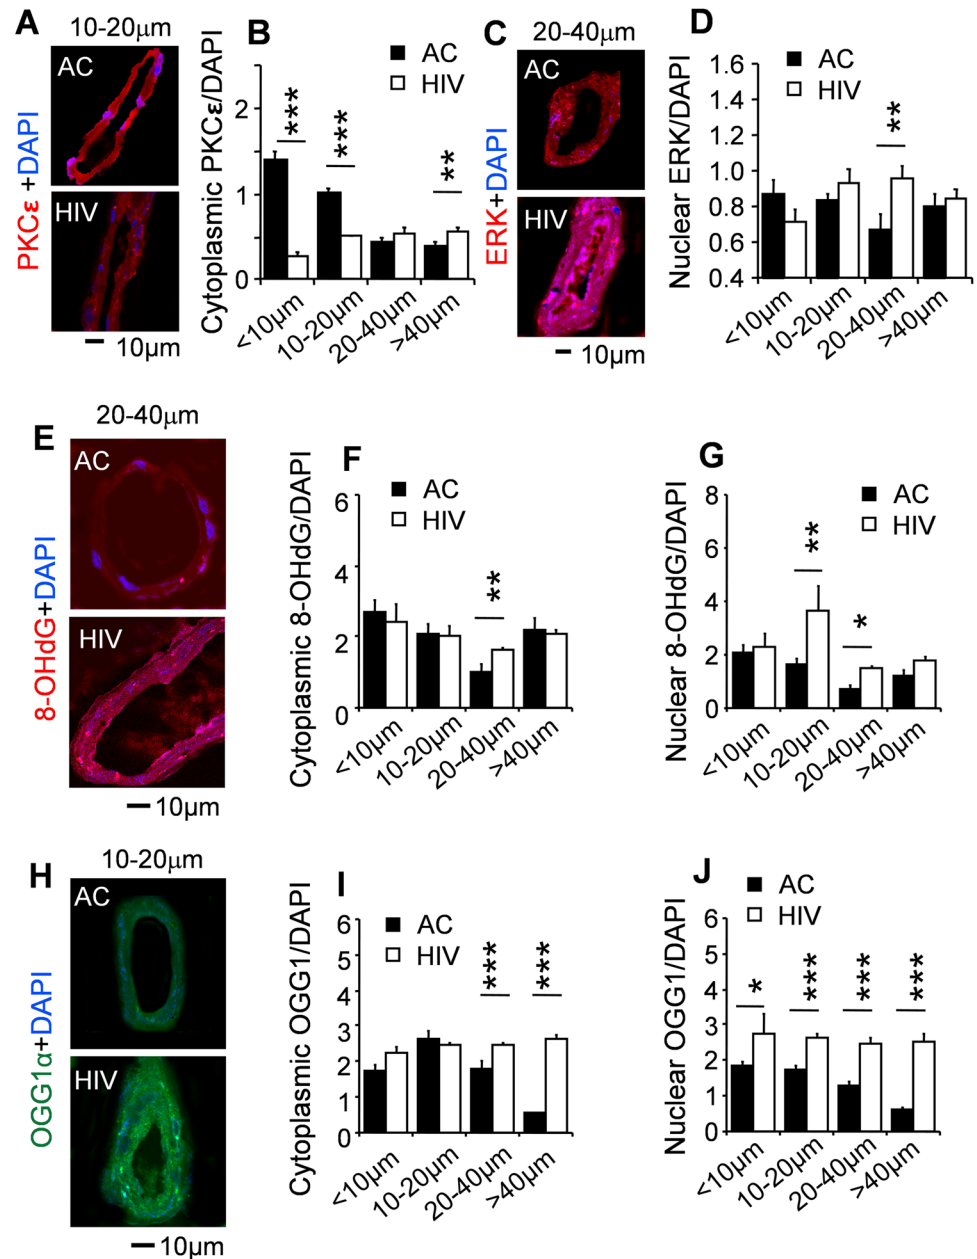 A
10-20μm
AC
HIV
PKCε +DAPI
10μm
B
AC
HIV
Cytoplasmic PKCε/DAPI
2
1
0
***
***
**
<10μm
10-20μm
20-40μm
>40μm
C
20-40μm
AC
HIV
ERK+DAPI
10μm
D
AC
HIV
Nuclear ERK/DAPI
1.6
1.4
1.2
1.0
0.8
0.6
0.4
**
<10μm
10-20μm
20-40μm
>40μm
E
20-40μm
AC
HIV
8-OHdG+DAPI
10μm
F
AC
HIV
Cytoplasmic 8-OHdG/DAPI
6
4
2
0
**
<10μm
10-20μm
20-40μm
>40μm
G
AC
HIV
Nuclear 8-OHdG/DAPI
8
6
4
2
0
**
*
<10μm
10-20μm
20-40μm
>40μm
H
10-20μm
AC
HIV
OGG1α+DAPI
10μm
I
AC
HIV
Cytoplasmic OGG1/DAPI
6
5
4
3
2
1
0
***
***
<10μm
10-20μm
20-40μm
>40μm
J
AC
HIV
Nuclear OGG1/DAPI
6
5
4
3
2
1
0
*
***
***
***
<10μm
10-20μm
20-40μm
>40μm